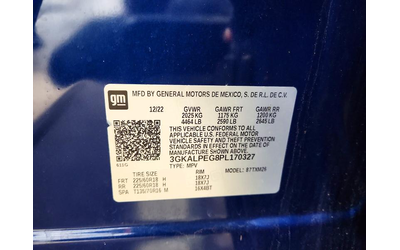 gm
MFD BY GENERAL MOTORS DE MEXICO, S. DE R.L. DE C.V.
12/22 GVWR GAWR FRT GAWR RR
2025 KG 1175 KG 1200 KG
4464 LB 2590 LB 2645 LB
THIS VEHICLE CONFORMS TO ALL
APPLICABLE U.S. FEDERAL MOTOR
VEHICLE SAFETY, BUMPER, AND
THEFT PREVENTION STANDARDS
IN EFFECT ON THE DATE OF
MANUFACTURE SHOWN ABOVE.
3GKALPEG8PL170327
TYPE: MPV MODEL:
TIRE SIZE RIM
FRT 225/60R18 H 18X7J
RR 225/60R18 H 18X7J
SPA T135/70R16 M 16X4BT